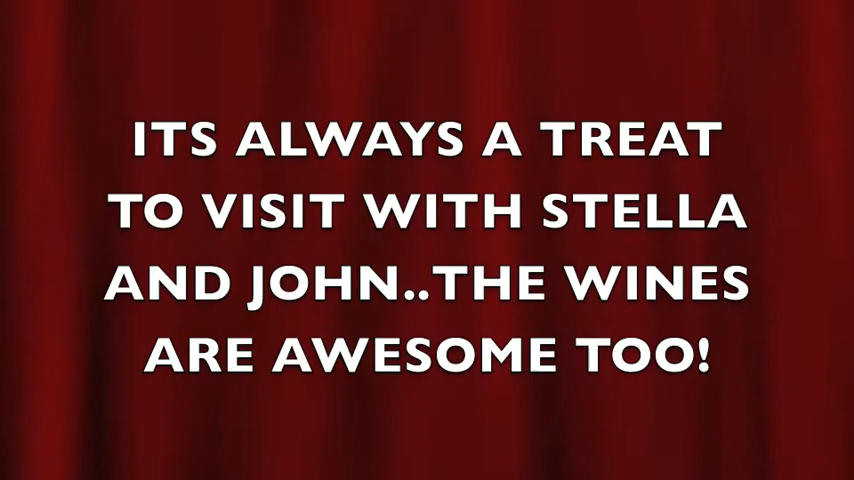 ITS ALWAYS A TREAT
TO VISIT WITH STELLA
AND JOHN..THE WINES
ARE AWESOME TOO!